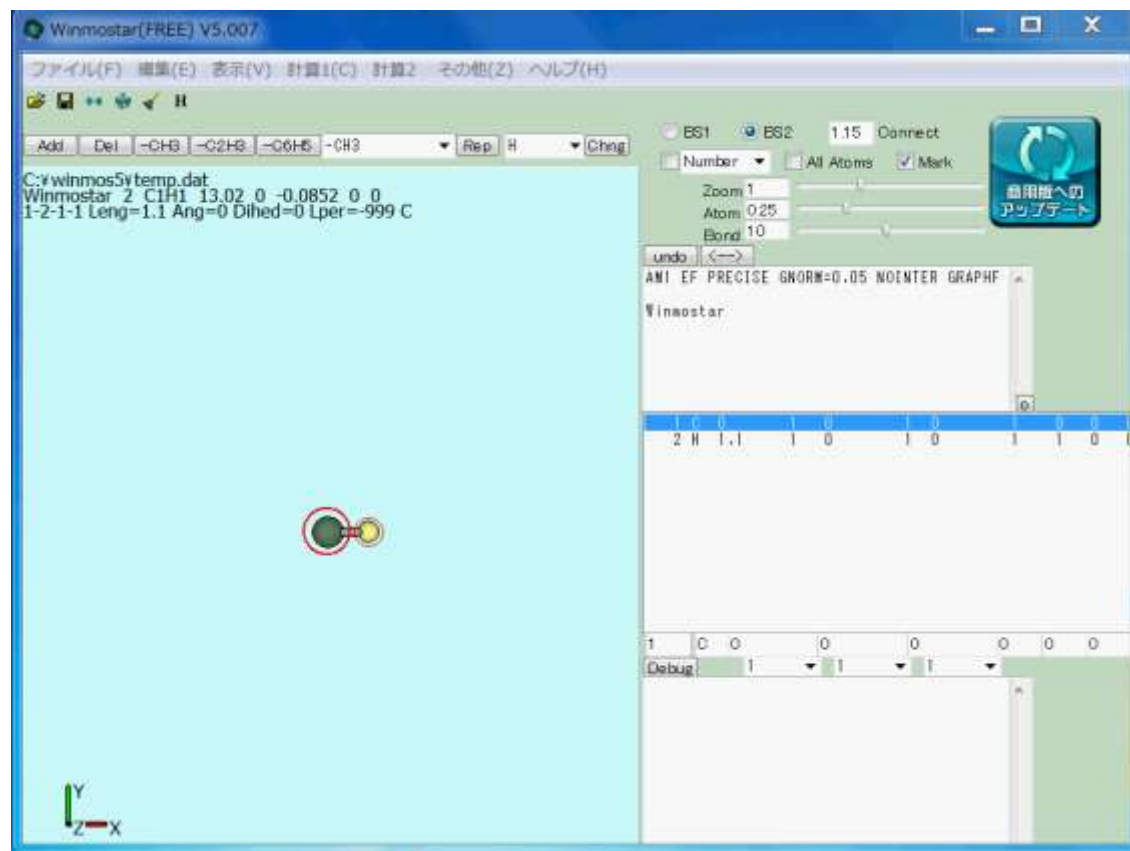 Winmostar(FREE) V5.007
ファイル(F) 編集(E) 表示(V) 計算1(C) 計算2 その他(Z) ヘルプ(H)
H
Add Del -CH3 -C2H3 -C6H5 -CH3 Rep H Chng
C:¥winmos5¥temp.dat
Winmostar 2 C1H1 13.02 0 -0.0852 0 0
1-2-1-1 Leng=1.1 Ang=0 Dihed=0 Lper=-999 C
BS1 BS2 1.15 Connect
Number All Atoms Mark
Zoom 1
Atom 0.25
Bond 10
商用版への
アップデート
undo <-->
AM1 EF PRECISE GNORM=0.05 NOINTER GRAPHF
Winmostar
1 C 0 1 0 1 0 1 0 0
2 H 1.1 1 0 1 0 1 1 0 0
1 C 0 0 0 0 0 0
Debug 1 1 1
Y
Z X